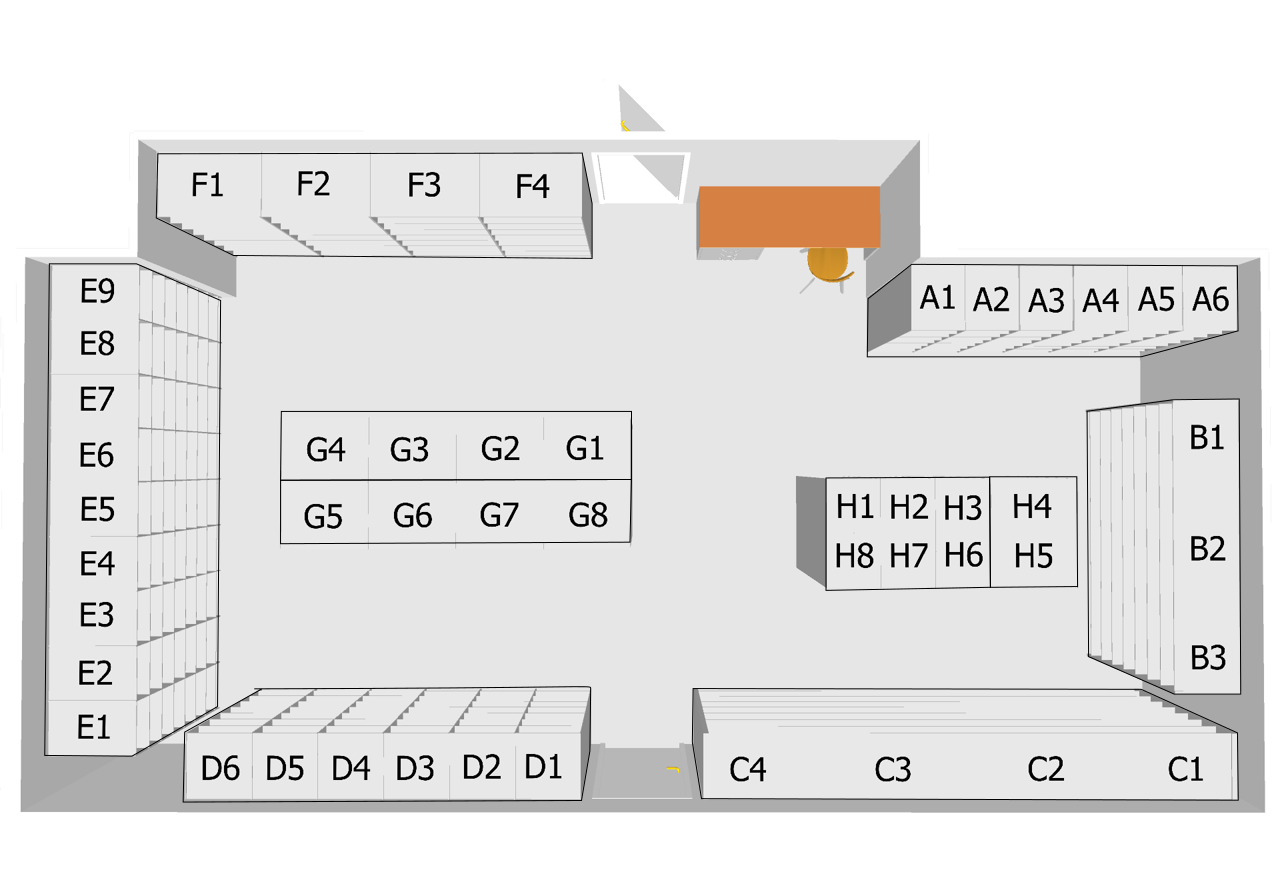 F1 F2 F3 F4
E9
E8
E7
E6
E5
E4
E3
E2
E1
A1 A2 A3 A4 A5 A6
G4 G3 G2 G1
G5 G6 G7 G8
H1 H2 H3 H4
H8 H7 H6 H5
B1
B2
B3
D6 D5 D4 D3 D2 D1
C4 C3 C2 C1